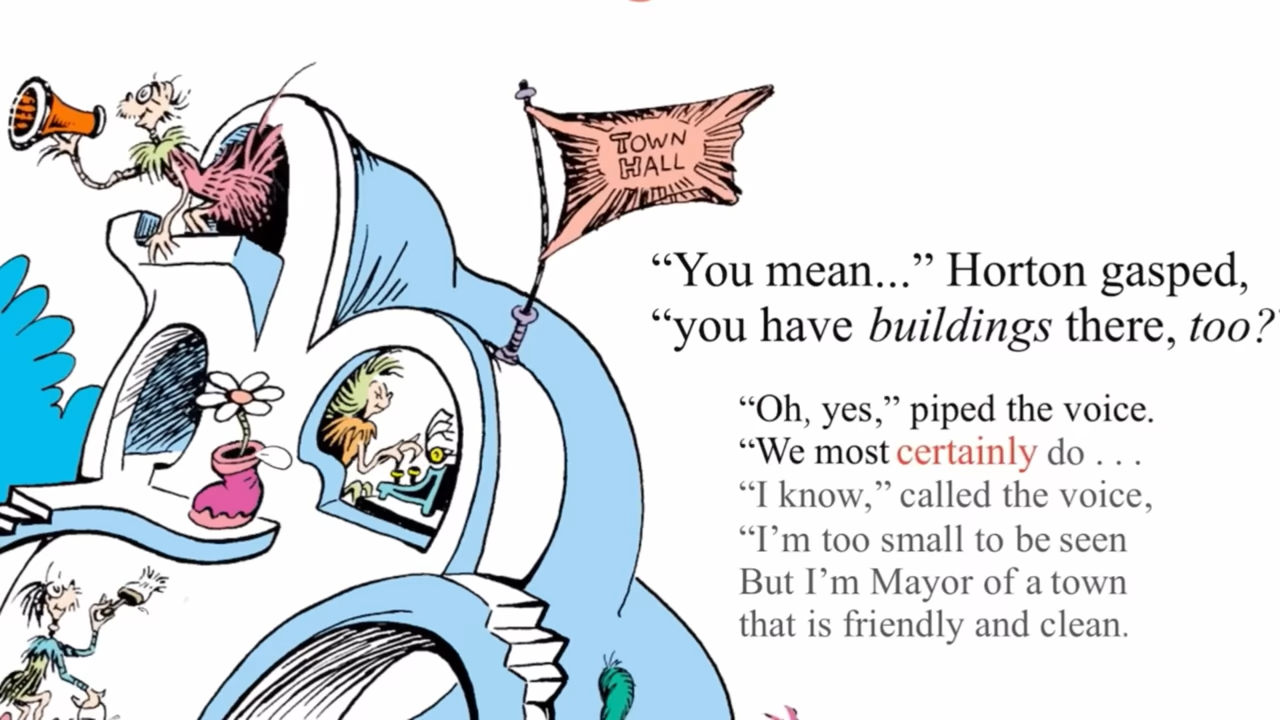 TOWN
HALL
“You mean...” Horton gasped,
“you have buildings there, too?”
“Oh, yes,” piped the voice.
“We most certainly do . . .
“I know,” called the voice,
“I’m too small to be seen
But I’m Mayor of a town
that is friendly and clean.